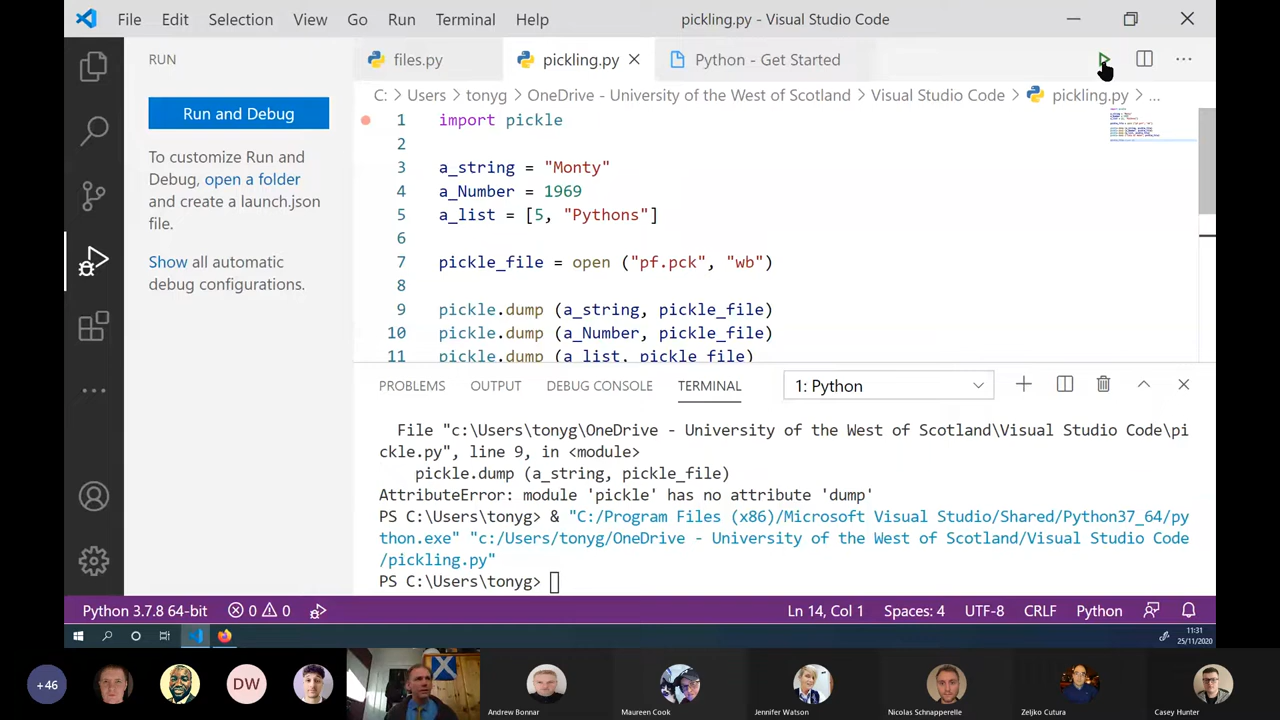 File Edit Selection View Go Run Terminal Help pickling.py - Visual Studio Code
RUN
files.py pickling.py Python - Get Started
C: Users tonyg OneDrive - University of the West of Scotland Visual Studio Code pickling.py ...
Run and Debug
To customize Run and
Debug, open a folder
and create a launch.json
file.
Show all automatic
debug configurations.
1 import pickle
2
3 a_string = "Monty"
4 a_Number = 1969
5 a_list = [5, "Pythons"]
6
7 pickle_file = open ("pf.pck", "wb")
8
9 pickle.dump (a_string, pickle_file)
10 pickle.dump (a_Number, pickle_file)
11 pickle.dump (a_list, pickle_file)
PROBLEMS OUTPUT DEBUG CONSOLE TERMINAL 1: Python
File "c:\Users\tonyg\OneDrive - University of the West of Scotland\Visual Studio Code\pi
ckle.py", line 9, in <module>
pickle.dump (a_string, pickle_file)
AttributeError: module 'pickle' has no attribute 'dump'
PS C:\Users\tonyg> & "C:/Program Files (x86)/Microsoft Visual Studio/Shared/Python37_64/py
thon.exe" "c:/Users/tonyg/OneDrive - University of the West of Scotland/Visual Studio Code
/pickling.py"
PS C:\Users\tonyg>
Python 3.7.8 64-bit 0 0 Ln 14, Col 1 Spaces: 4 UTF-8 CRLF Python
11:31
25/11/2020
+46 DW
Andrew Bonnar Maureen Cook Jennifer Watson Nicolas Schnapperelle Zeljko Cutura Casey Hunter